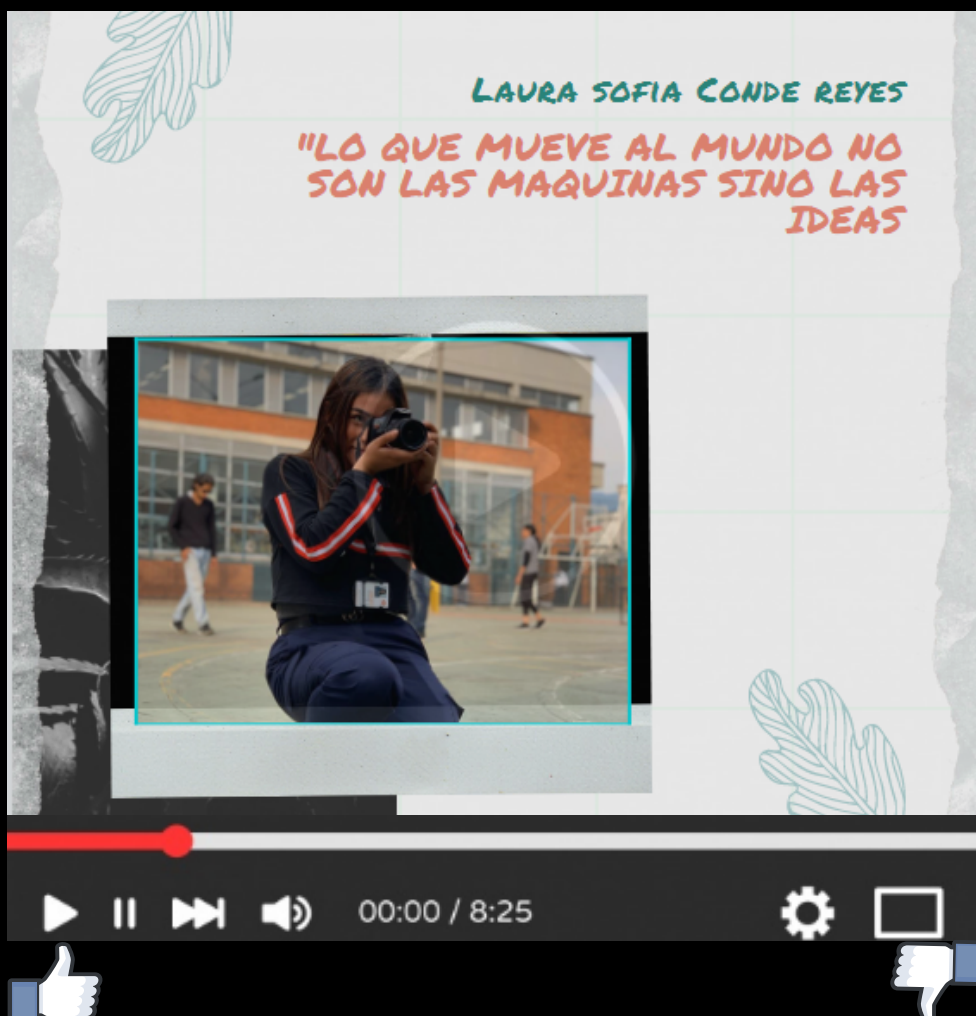 LAURA SOFIA CONDE REYES
"LO QUE MUEVE AL MUNDO NO
SON LAS MAQUINAS SINO LAS
IDEAS
00:00 / 8:25